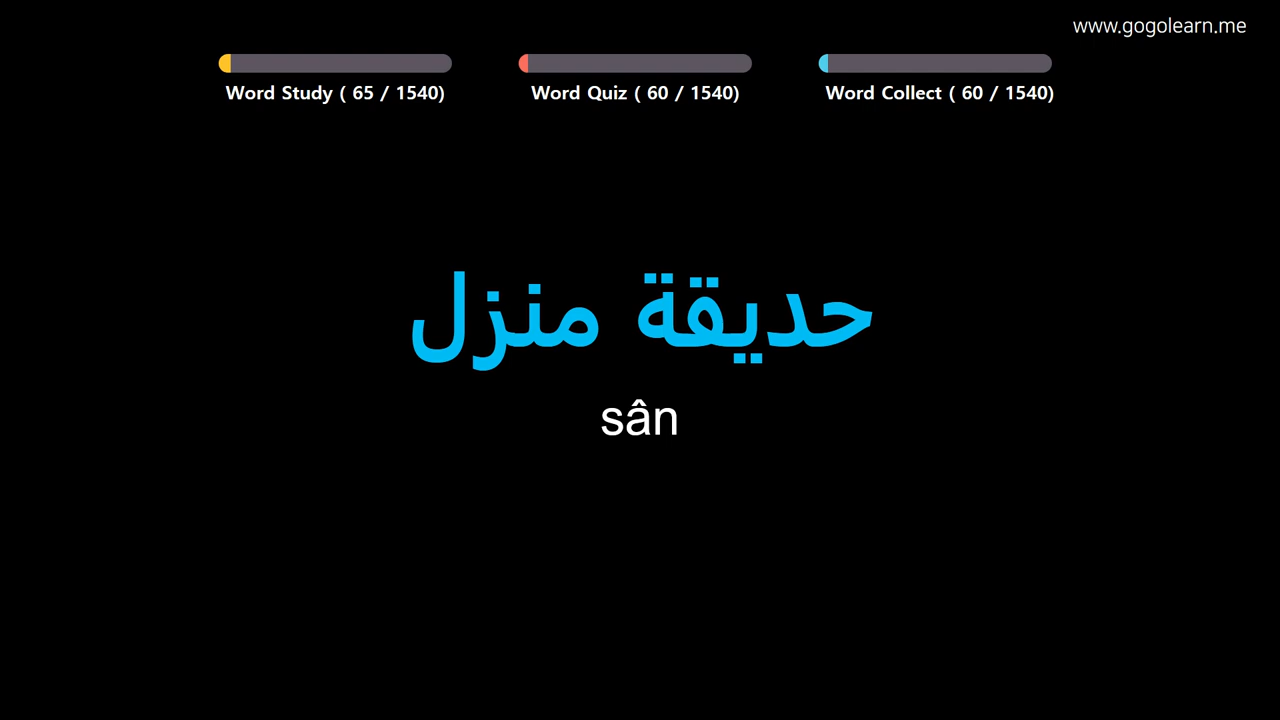 www.gogolearn.me
Word Study ( 65 / 1540)
Word Quiz ( 60 / 1540)
Word Collect ( 60 / 1540)
حديقة منزل
sân